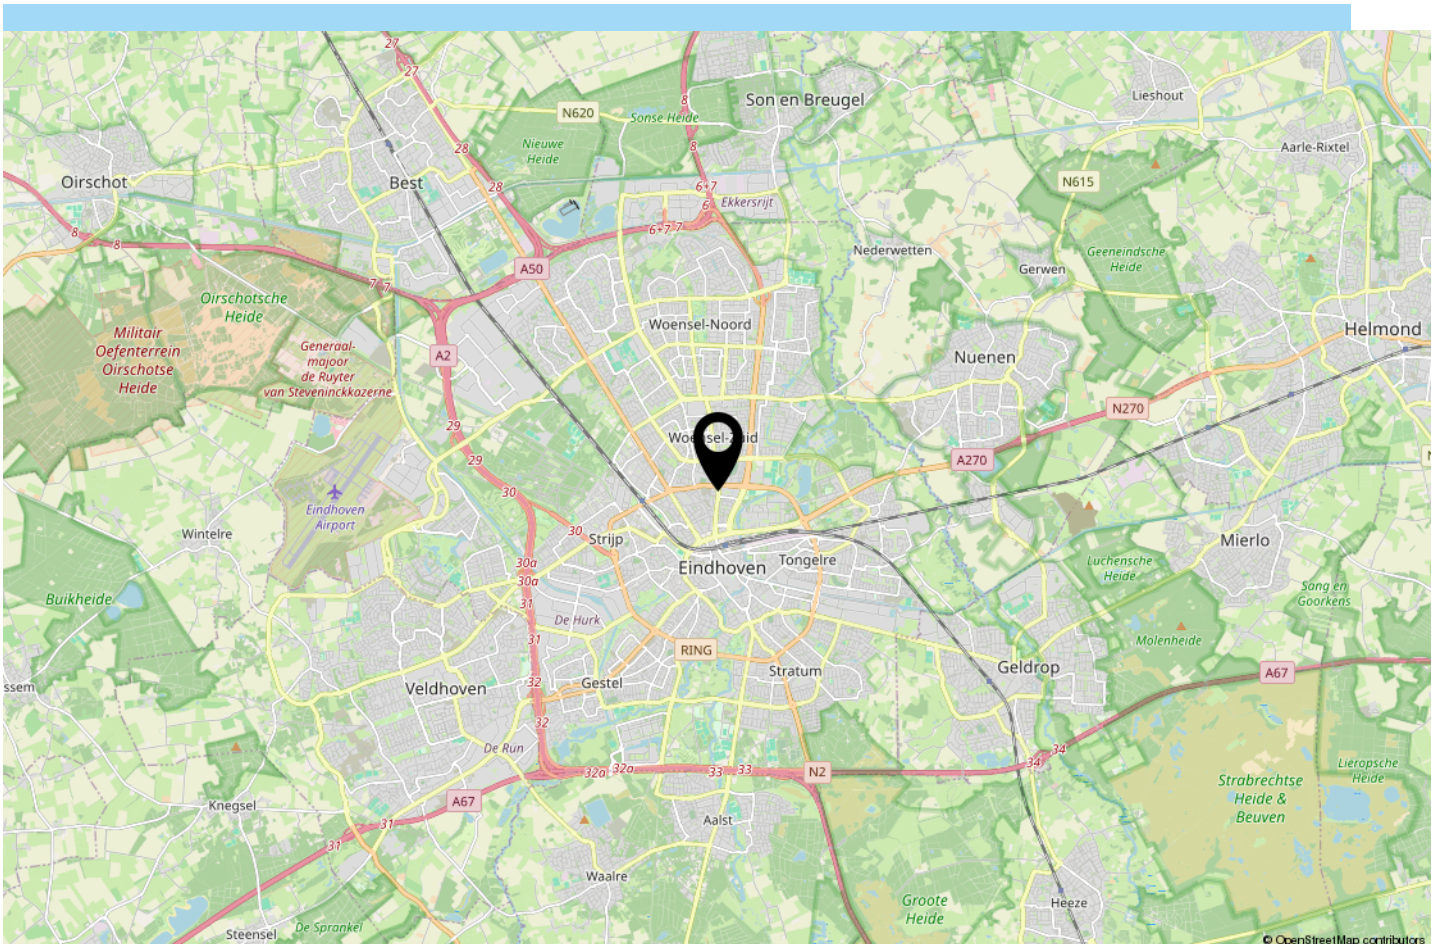 27
27
8
Son en Breugel
Lieshout
N620
Sonse Heide
28
8
Nieuwe
Heide
Aarle-Rixtel
Oirschot
Best
28
6+7
N615
Ekkersrijt
6
8
8
6+7
7
Nederwetten
Geeneindsche
Heide
A50
Gerwen
7
7
Oirschotsche
Heide
Woensel-Noord
Helmond
Militair
Oefenterrein
Oirschotse
Heide
Generaal-
majoor
de Ruyter
van Steveninckkazerne
A2
Nuenen
N270
29
29
A270
30
Eindhoven
Airport
30
Wintelre
Strijp
Eindhoven
Tongelre
Mierlo
30a
30a
Luchensche
Heide
Buikheide
31
De Hurk
Sang en
Goorkens
31
RING
Molenheide
Geldrop
Stratum
A67
32
Gestel
Veldhoven
ssem
32
De Run
34
34
32a
32a
33
33
N2
Lieropsche
Heide
Strabrechtse
Heide &
Beuven
A67
Knegsel
31
Aalst
31
Waalre
Groote
Heide
Heeze
De Sprankel
Steensel
© OpenStreetMap contributors